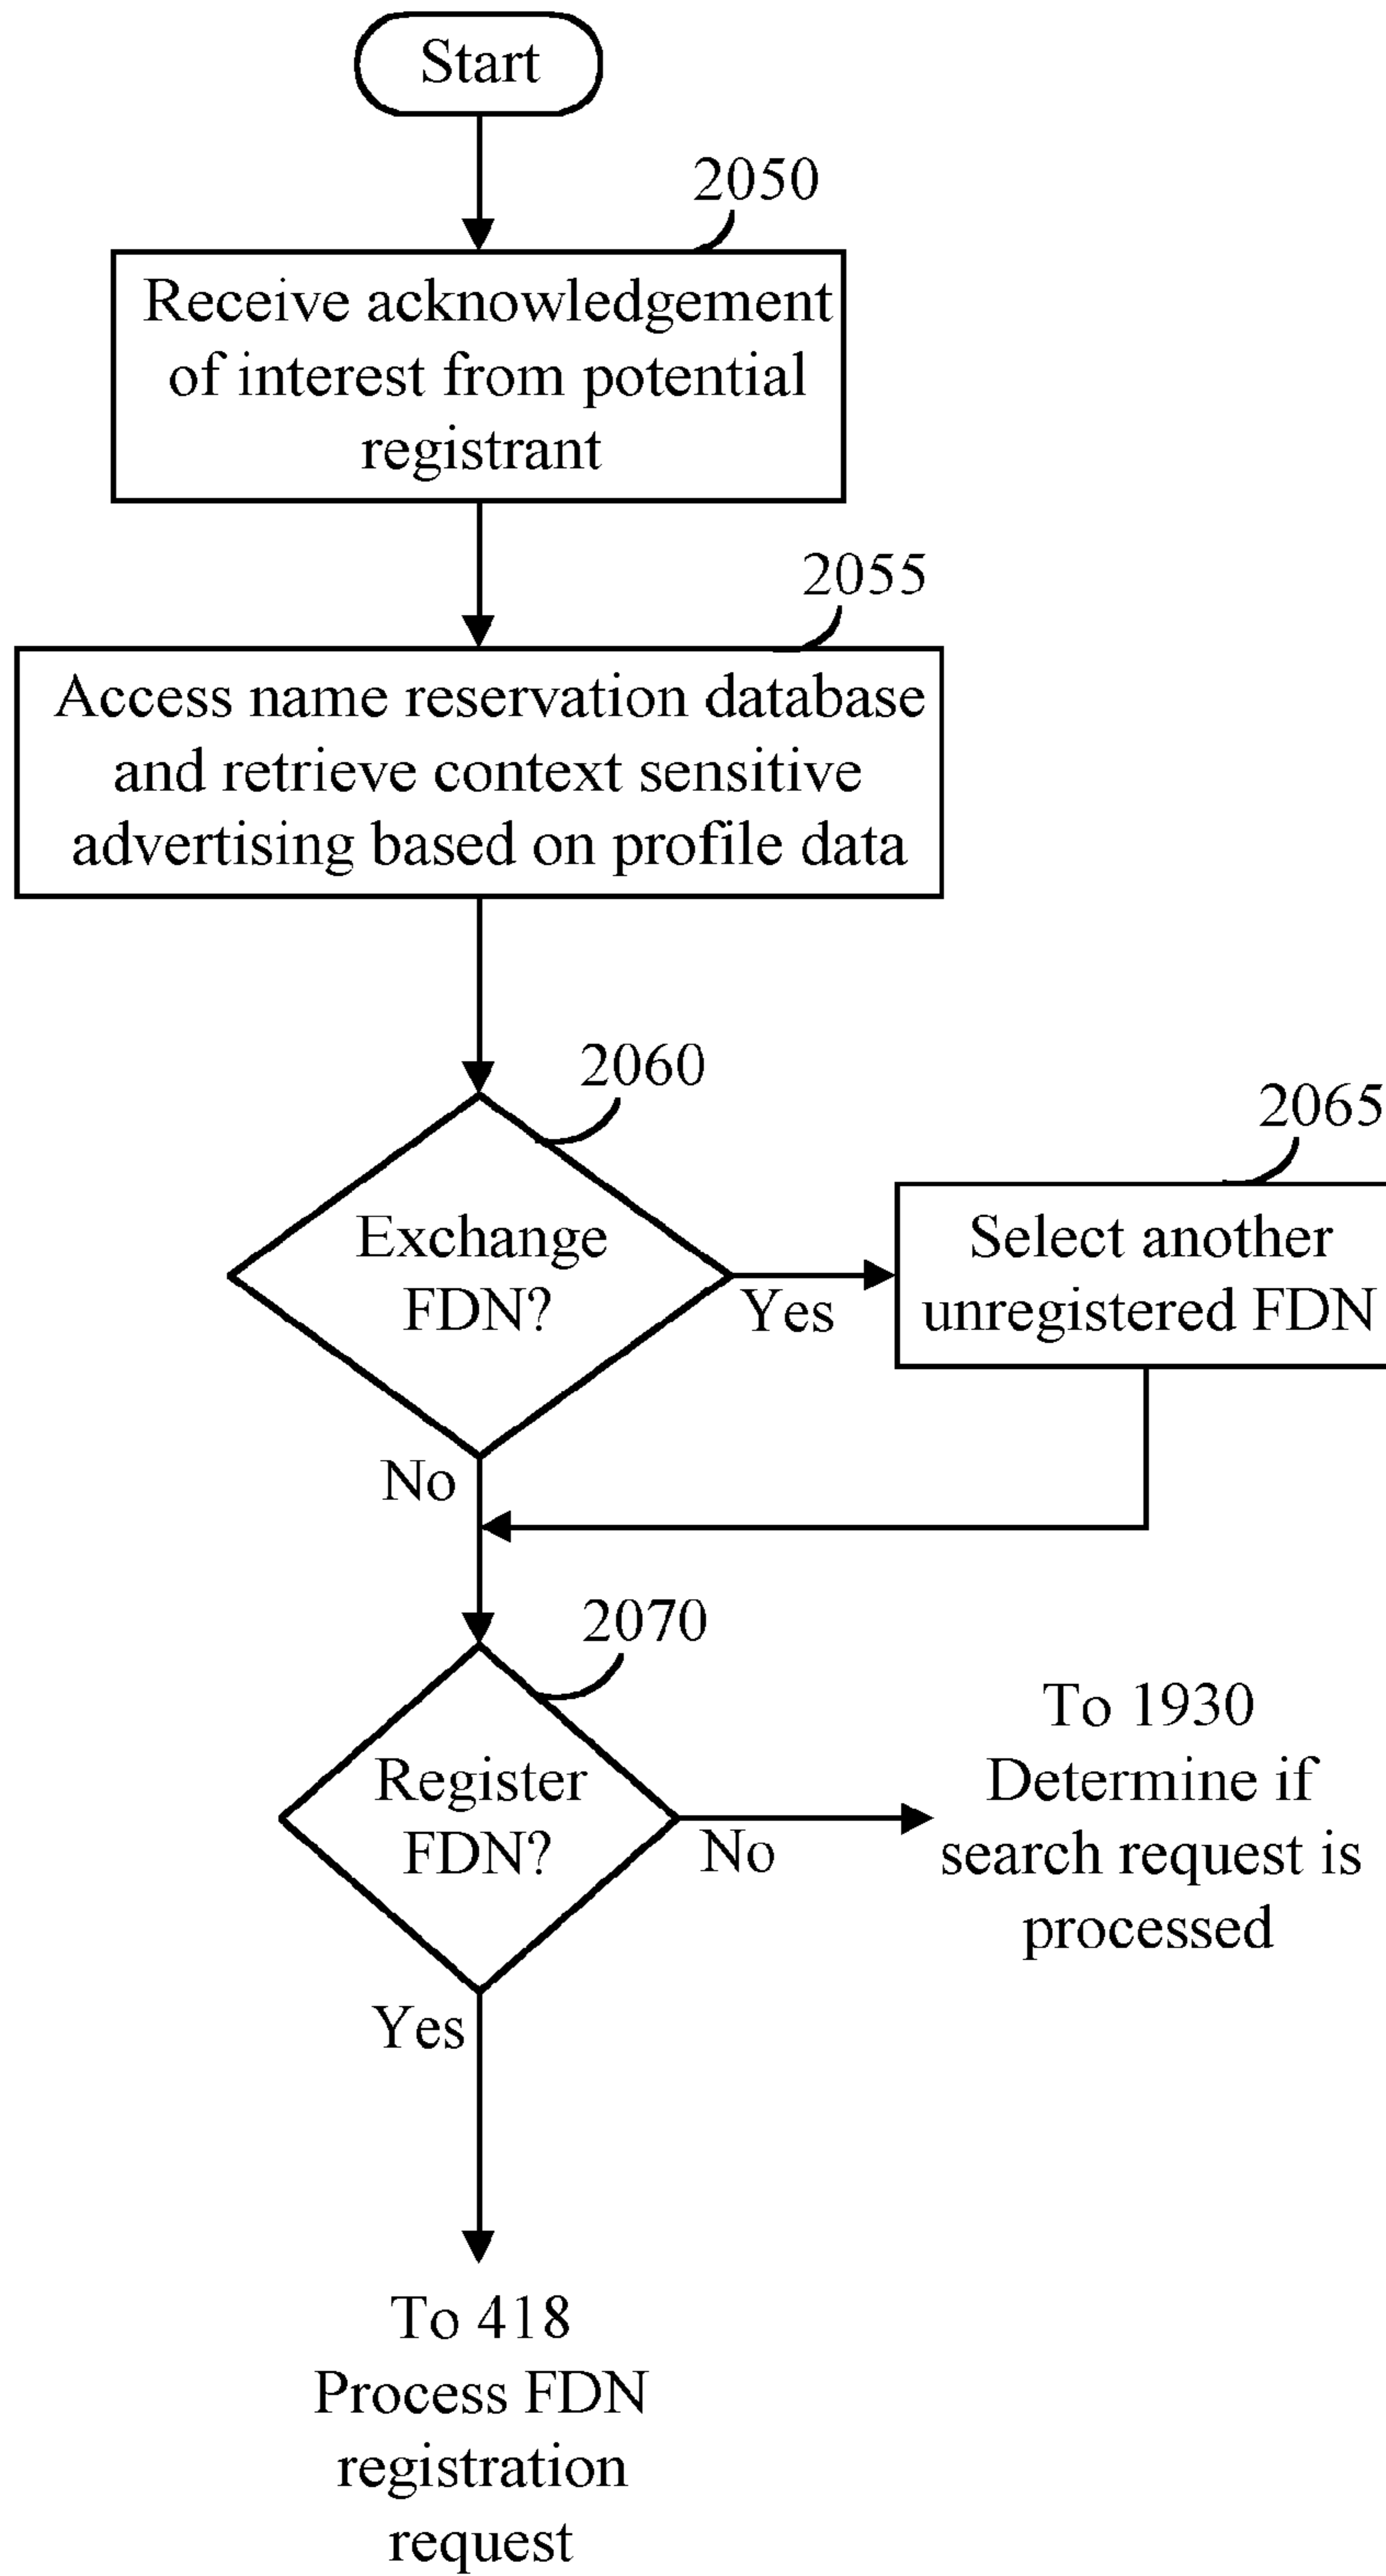 Start
2050
Receive acknowledgement
of interest from potential
registrant
2055
Access name reservation database
and retrieve context sensitive
advertising based on profile data
2060
Exchange
FDN?
Yes
2065
Select another
unregistered FDN
No
2070
Register
FDN?
No
To 1930
Determine if
search request is
processed
Yes
To 418
Process FDN
registration
request